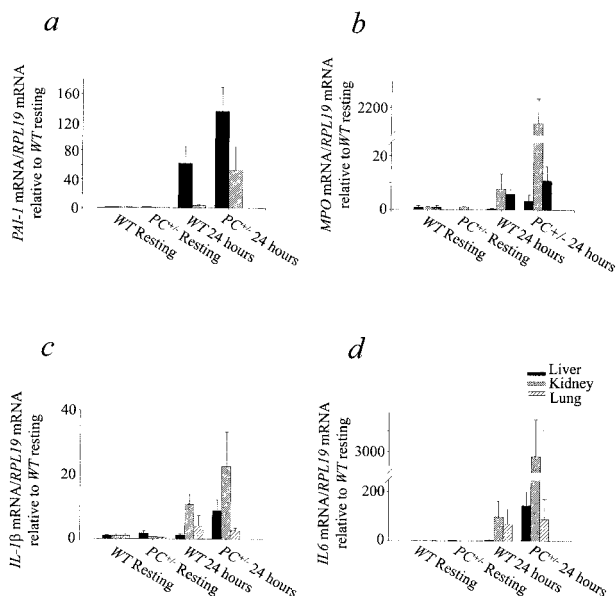 a
PAI-1 mRNA/RPL19 mRNA
relative to WT resting
160
120
80
40
0
WT Resting
PC+/- Resting
WT 24 hours
PC+/- 24 hours
b
MPO mRNA/RPL19 mRNA
relative toWT resting
2200
20
0
WT Resting
PC+/- Resting
WT 24 hours
PC+/- 24 hours
c
IL-1β mRNA/RPL19 mRNA
relative to WT resting
40
20
0
WT Resting
PC+/- Resting
WT 24 hours
PC+/- 24 hours
d
Liver
Kidney
Lung
IL6 mRNA/RPL19 mRNA
relative to WT resting
3000
200
0
WT Resting
PC+/- Resting
WT 24 hours
PC+/- 24 hours